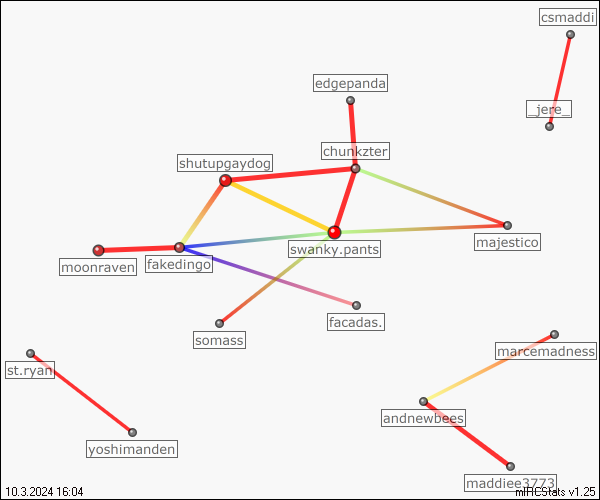 csmaddi
edgepanda
_jere_
chunkzter
shutupgaydog
majestico
swanky.pants
moonraven
fakedingo
facadas.
somass
marcemadness
st.ryan
andnewbees
yoshimanden
maddiee3773
10.3.2024 16:04
mIRCStats v1.25